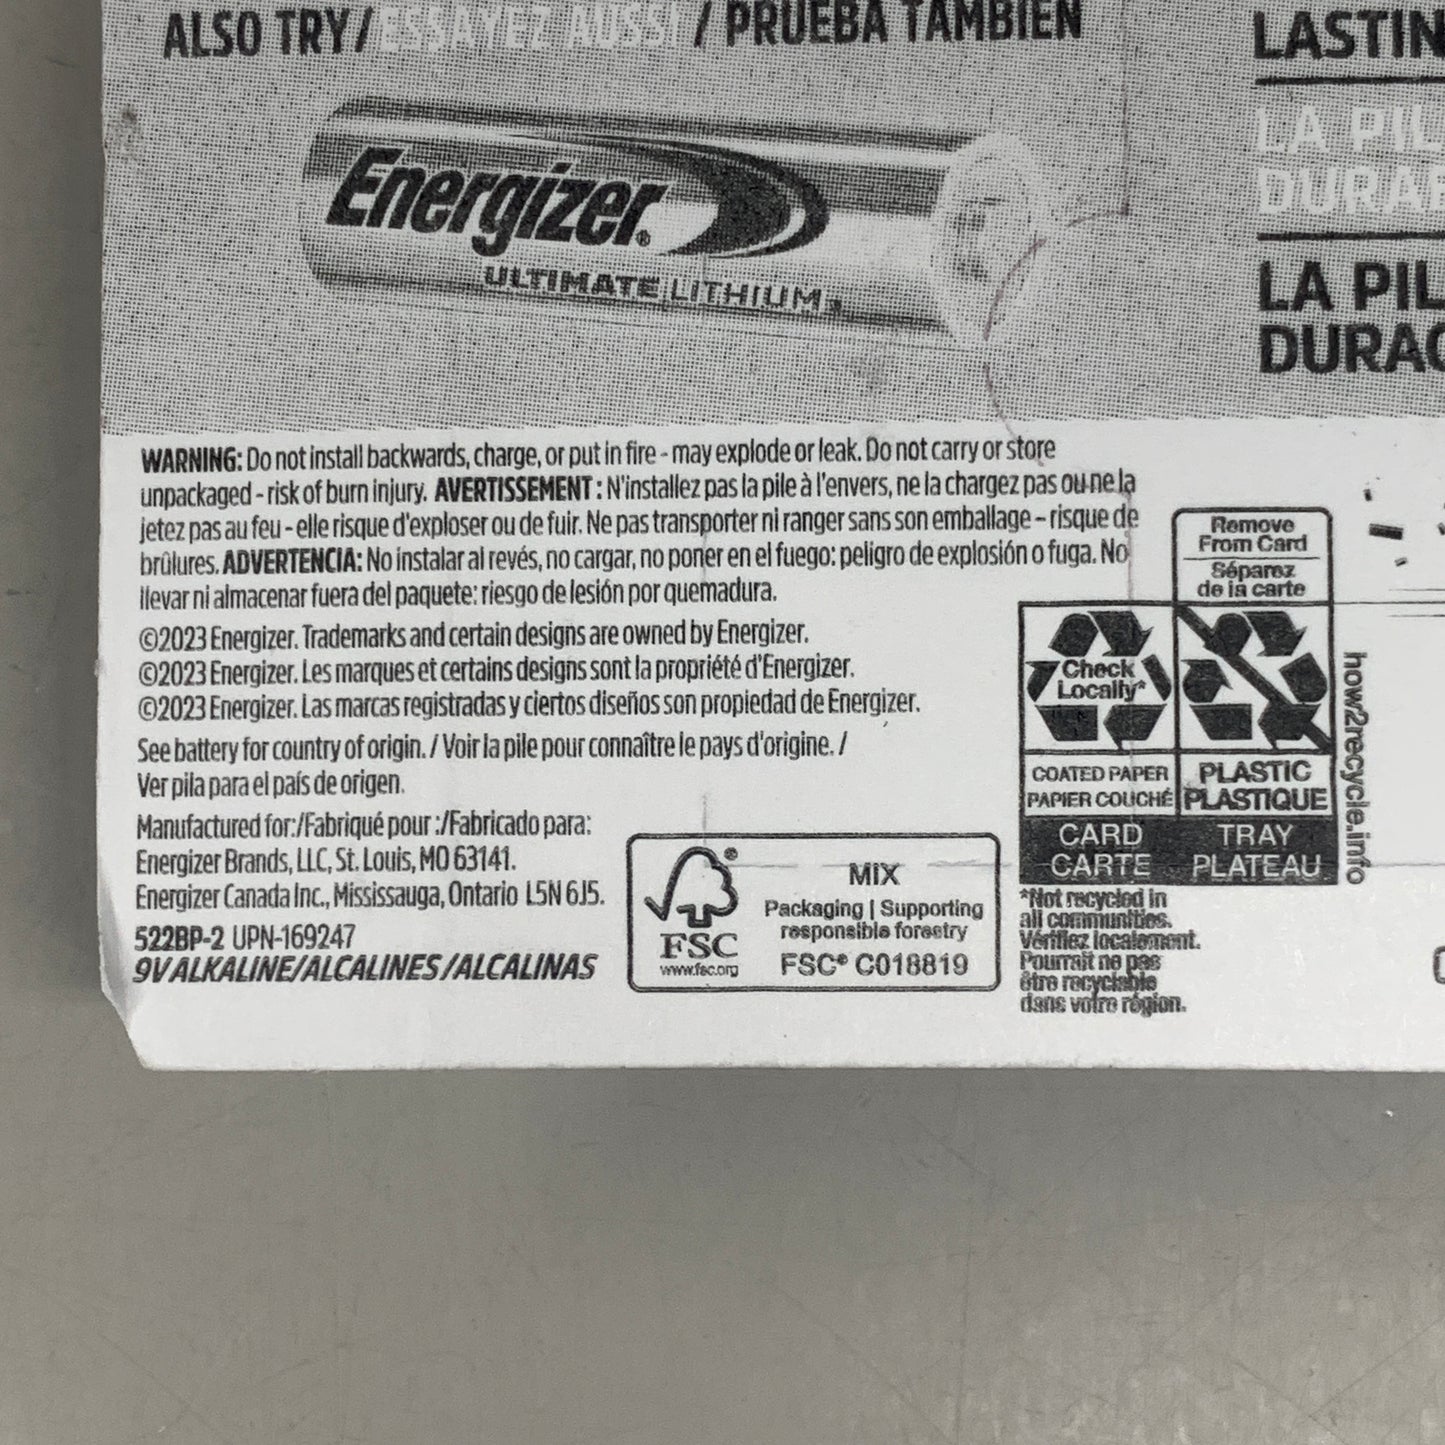 ALSO TRY/ESSAYEZ AUSSI / PRUEBA TAMBIÉN
Energizer®
ULTIMATE LITHIUM
LASTIN
LA PIL
DURA
LA PIL
DURA
WARNING: Do not install backwards, charge, or put in fire - may explode or leak. Do not carry or store
unpackaged - risk of burn injury. AVERTISSEMENT : N'installez pas la pile à l'envers, ne la chargez pas ou ne la
jetez pas au feu - elle risque d'exploser ou de fuir. Ne pas transporter ni ranger sans son emballage – risque de
brûlures. ADVERTENCIA: No instalar al revés, no cargar, no poner en el fuego: peligro de explosión o fuga. No
llevar ni almacenar fuera del paquete: riesgo de lesión por quemadura.
©2023 Energizer. Trademarks and certain designs are owned by Energizer.
©2023 Energizer. Les marques et certains designs sont la propriété d'Energizer.
©2023 Energizer. Las marcas registradas y ciertos diseños son propiedad de Energizer.
See battery for country of origin. / Voir la pile pour connaître le pays d'origine. /
Ver pila para el país de origen.
Manufactured for:/Fabriqué pour :/Fabricado para:
Energizer Brands, LLC, St. Louis, MO 63141.
Energizer Canada Inc., Mississauga, Ontario L5N 6J5.
522BP-2 UPN-169247
9V ALKALINE/ALCALINES/ALCALINAS
FSC
www.fsc.org
MIX
Packaging | Supporting
responsible forestry
FSC® C018819
Remove
From Card
Séparez
de la carte
Check
Locally*
COATED PAPER
PAPIER COUCHÉ
CARD
CARTE
PLASTIC
PLASTIQUE
TRAY
PLATEAU
how2recycle.info
*Not recycled in
all communities.
Vérifiez localement.
Pourrait ne pas
être recyclable
dans votre région.